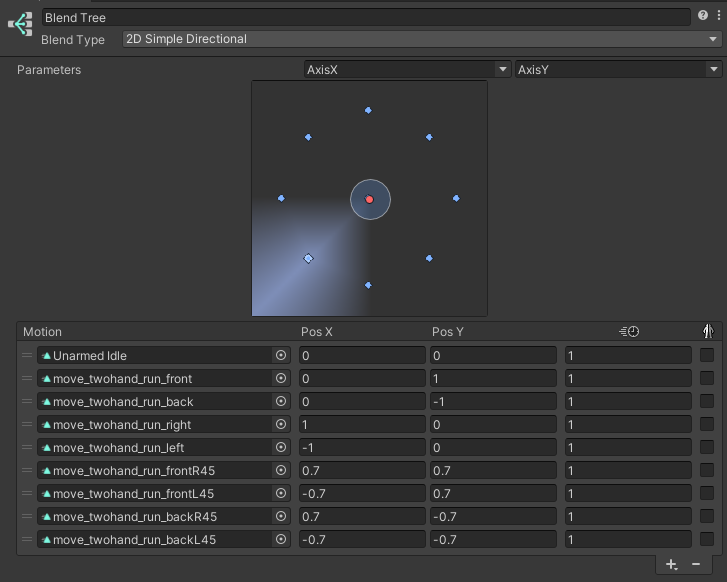 Blend Tree
Blend Type 2D Simple Directional
Parameters AxisX AxisY
Motion Pos X Pos Y
Unarmed Idle 0 0 1
move_twohand_run_front 0 1 1
move_twohand_run_back 0 -1 1
move_twohand_run_right 1 0 1
move_twohand_run_left -1 0 1
move_twohand_run_frontR45 0.7 0.7 1
move_twohand_run_frontL45 -0.7 0.7 1
move_twohand_run_backR45 0.7 -0.7 1
move_twohand_run_backL45 -0.7 -0.7 1